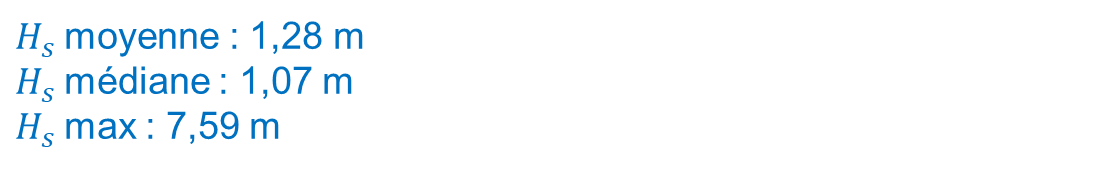 Hₛ moyenne : 1,28 m
Hₛ médiane : 1,07 m
Hₛ max : 7,59 m